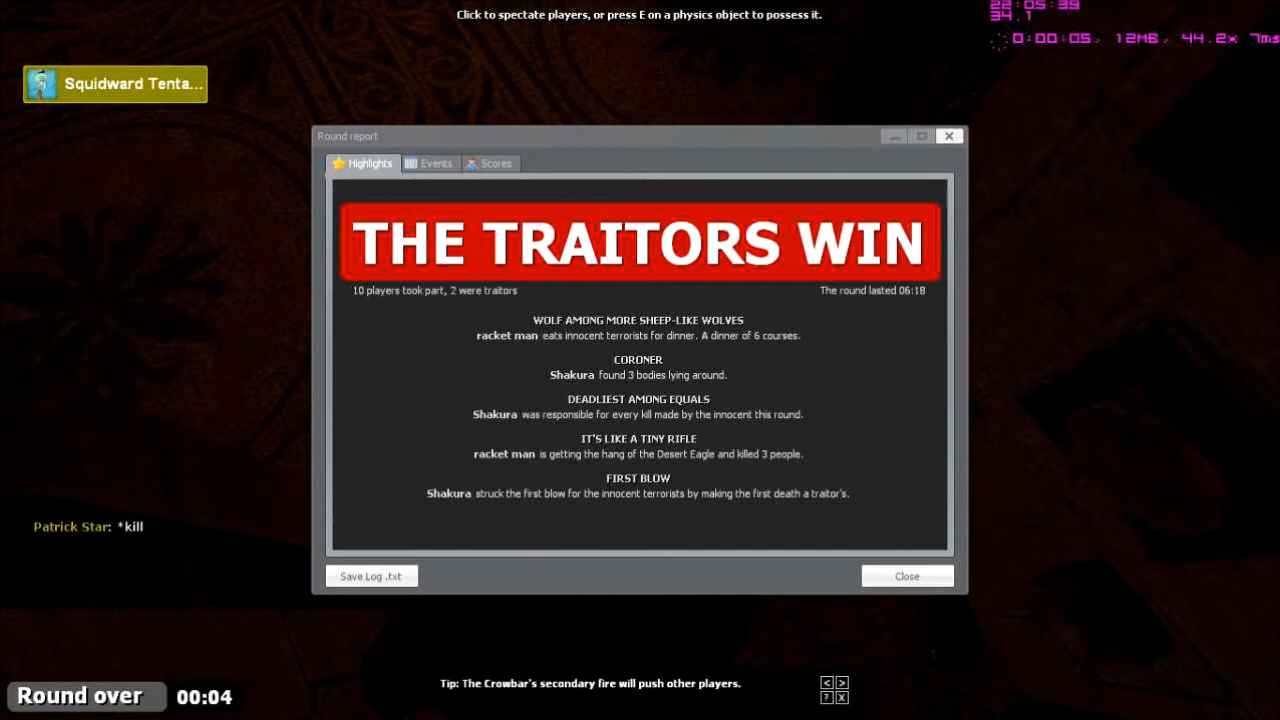 Click to spectate players, or press E on a physics object to possess it.
22:05:39
34.1
0:00:05, 12MB, 44.2x 7ms
Squidward Tenta...
Round report
Highlights Events Scores
THE TRAITORS WIN
10 players took part, 2 were traitors The round lasted 06:18
WOLF AMONG MORE SHEEP-LIKE WOLVES
racket man eats innocent terrorists for dinner. A dinner of 6 courses.
CORONER
Shakura found 3 bodies lying around.
DEADLIEST AMONG EQUALS
Shakura was responsible for every kill made by the innocent this round.
IT'S LIKE A TINY RIFLE
racket man is getting the hang of the Desert Eagle and killed 3 people.
FIRST BLOW
Shakura struck the first blow for the innocent terrorists by making the first death a traitor's.
Patrick Star: *kill
Save Log .txt Close
Tip: The Crowbar's secondary fire will push other players.
< >
? X
Round over 00:04